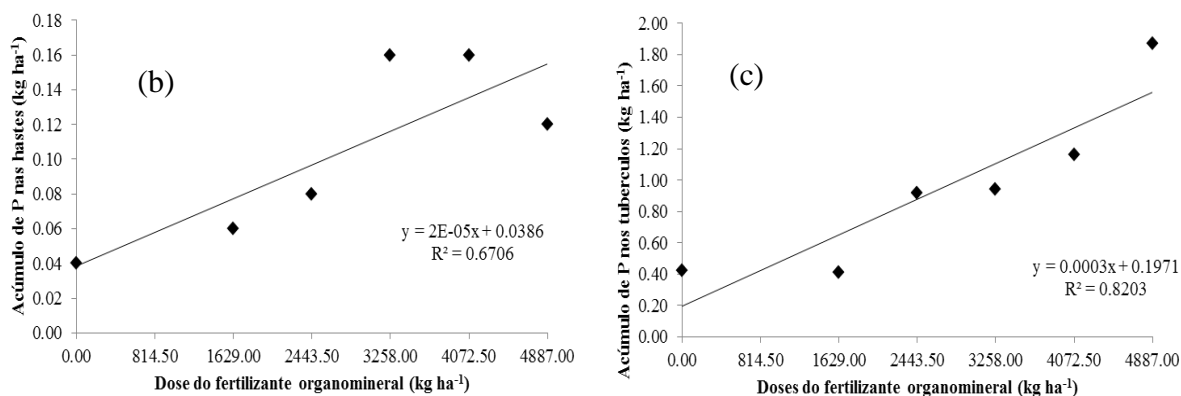 Acúmulo de P nas hastes (kg ha⁻¹)
0.18
0.16
0.14
0.12
0.10
0.08
0.06
0.04
0.02
0.00
(b)
y = 2E-05x + 0.0386
R² = 0.6706
0.00 814.50 1629.00 2443.50 3258.00 4072.50 4887.00
Dose do fertilizante organomineral (kg ha⁻¹)
Acúmulo de P nos tuberculos (kg ha⁻¹)
2.00
1.80
1.60
1.40
1.20
1.00
0.80
0.60
0.40
0.20
0.00
(c)
y = 0.0003x + 0.1971
R² = 0.8203
0.00 814.50 1629.00 2443.50 3258.00 4072.50 4887.00
Doses do fertilizante organomineral (kg ha⁻¹)